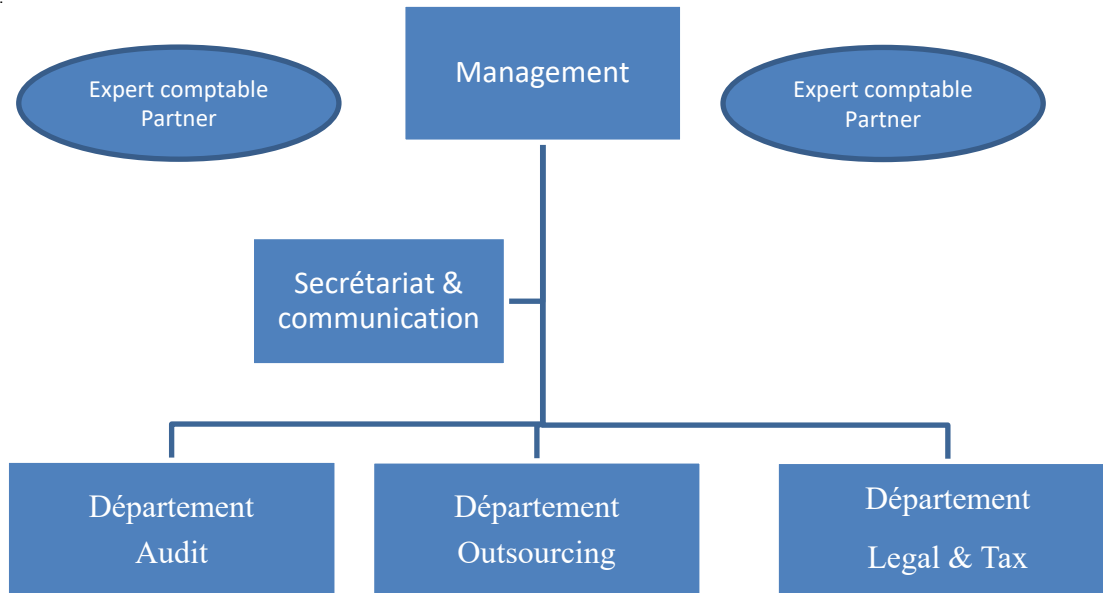 Management
Expert comptable
Partner
Expert comptable
Partner
Secrétariat &
communication
Département
Audit
Département
Outsourcing
Département
Legal & Tax